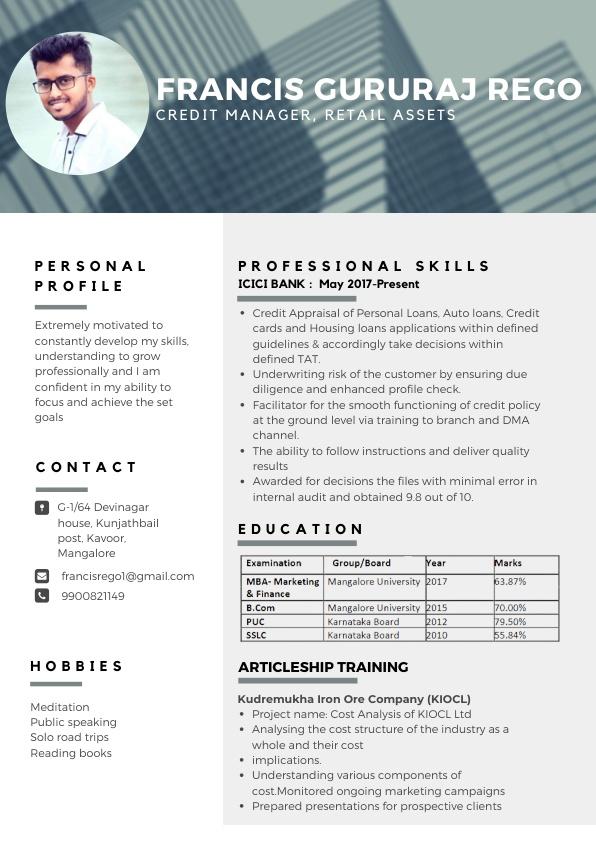 FRANCIS GURURAJ REGO
CREDIT MANAGER, RETAIL ASSETS
PERSONAL
PROFILE
Extremely motivated to
constantly develop my skills,
understanding to grow
professionally and I am
confident in my ability to
focus and achieve the set
goals
CONTACT
G-1/64 Devinagar
house, Kunjathbail
post, Kavoor,
Mangalore
francisrego1@gmail.com
9900821149
HOBBIES
Meditation
Public speaking
Solo road trips
Reading books
PROFESSIONAL SKILLS
ICICI BANK : May 2017-Present
• Credit Appraisal of Personal Loans, Auto loans, Credit
cards and Housing loans applications within defined
guidelines & accordingly take decisions within
defined TAT.
• Underwriting risk of the customer by ensuring due
diligence and enhanced profile check.
• Facilitator for the smooth functioning of credit policy
at the ground level via training to branch and DMA
channel.
• The ability to follow instructions and deliver quality
results
• Awarded for decisions the files with minimal error in
internal audit and obtained 9.8 out of 10.
EDUCATION
Examination Group/Board Year Marks
MBA- Marketing Mangalore University 2017 63.87%
& Finance
B.Com Mangalore University 2015 70.00%
PUC Karnataka Board 2012 79.50%
SSLC Karnataka Board 2010 55.84%
ARTICLESHIP TRAINING
Kudremukha Iron Ore Company (KIOCL)
• Project name: Cost Analysis of KIOCL Ltd
• Analysing the cost structure of the industry as a
whole and their cost
• implications.
• Understanding various components of
cost.Monitored ongoing marketing campaigns
• Prepared presentations for prospective clients